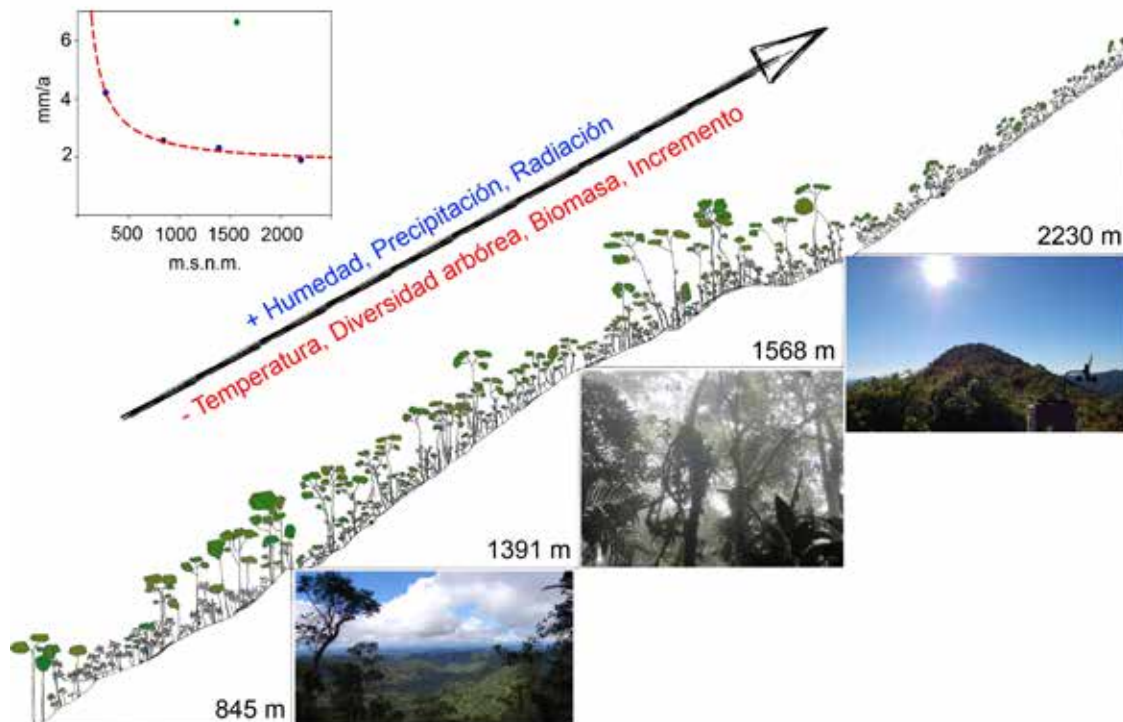 6
4
2
mm/a
500 1000 1500 2000
m.s.n.m.
+ Humedad, Precipitación, Radiación
- Temperatura, Diversidad arbórea, Biomasa, Incremento
2230 m
1568 m
1391 m
845 m